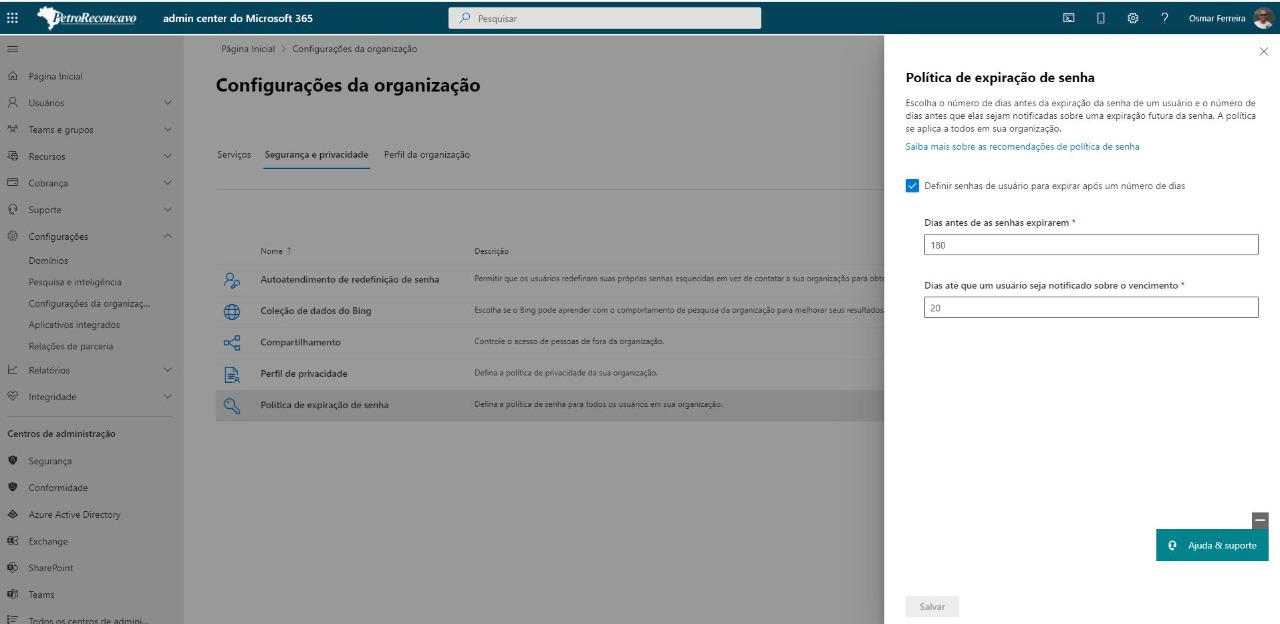 PetroReconcavo
admin center do Microsoft 365
Pesquisar
Osmar Ferreira
Página Inicial
Usuários
Teams e grupos
Recursos
Cobrança
Suporte
Configurações
Domínios
Pesquisa e inteligência
Configurações da organizaç...
Aplicativos integrados
Relações de parceria
Relatórios
Integridade
Centros de administração
Segurança
Conformidade
Azure Active Directory
Exchange
SharePoint
Teams
Todos os centros de admini...
Página Inicial > Configurações da organização
Configurações da organização
Serviços Segurança e privacidade Perfil da organização
Nome ↑ Descrição
Autoatendimento de redefinição de senha Permitir que os usuários redefinam suas próprias senhas esquecidas em vez de contatar a sua organização para obte
Coleção de dados do Bing Escolha se o Bing pode aprender com o comportamento de pesquisa da organização para melhorar seus resultados
Compartilhamento Controle o acesso de pessoas de fora da organização.
Perfil de privacidade Defina a política de privacidade da sua organização.
Política de expiração de senha Defina a política de senha para todos os usuários em sua organização.
Política de expiração de senha
Escolha o número de dias antes da expiração da senha de um usuário e o número de
dias antes que elas sejam notificadas sobre uma expiração futura da senha. A política
se aplica a todos em sua organização.
Saiba mais sobre as recomendações de política de senha
Definir senhas de usuário para expirar após um número de dias
Dias antes de as senhas expirarem *
180
Dias até que um usuário seja notificado sobre o vencimento *
20
Ajuda & suporte
Salvar